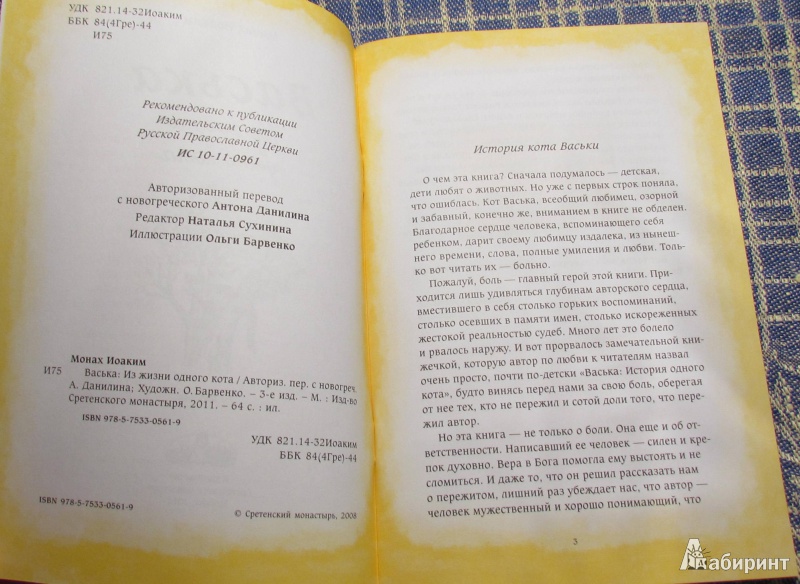 УДК 821.14-32Иоаким
ББК 84(4Гре)-44
И75
Рекомендовано к публикации
Издательским Советом
Русской Православной Церкви
ИС 10-11-0961
Авторизованный перевод
с новогреческого Антона Данилина
Редактор Наталья Сухинина
Иллюстрации Ольги Барвенко
Монах Иоаким
И75 Васька: Из жизни одного кота / Авториз. пер. с новогреч.
А. Данилина; Художн. О. Барвенко. – 3-е изд. – М. : Изд-во
Сретенского монастыря, 2011. – 64 с. : ил.
ISBN 978-5-7533-0561-9
УДК 821.14-32Иоаким
ББК 84(4Гре)-44
ISBN 978-5-7533-0561-9
© Сретенский монастырь, 2008
История кота Васьки
О чем эта книга? Сначала подумалось — детская,
дети любят о животных. Но уже с первых строк поняла,
что ошиблась. Кот Васька, всеобщий любимец, озорной
и забавный, конечно же, вниманием в книге не обделен.
Благодарное сердце человека, вспоминающего себя
ребенком, дарит своему любимцу издалека, из нынеш-
него времени, слова, полные умиления и любви. Толь-
ко вот читать их — больно.
Пожалуй, боль — главный герой этой книги. При-
ходится лишь удивляться глубинам авторского сердца,
вместившего в себя столько горьких воспоминаний,
столько осевших в памяти имен, столько искореженных
жестокой реальностью судеб. Много лет это болело
и рвалось наружу. И вот прорвалось замечательной кни-
жечкой, которую автор по любви к читателям назвал
очень просто, почти по-детски «Васька: История одного
кота», будто винясь перед нами за свою боль, оберегая
от нее тех, кто не пережил и сотой доли того, что пере-
жил автор.
Но эта книга — не только о боли. Она еще и об от-
ветственности. Написавший ее человек — силен и кре-
пок духовно. Вера в Бога помогла ему выстоять и не
сломиться. И даже то, что он решил рассказать нам
о пережитом, лишний раз убеждает нас, что автор —
человек мужественный и хорошо понимающий, что
3
Лабиринт